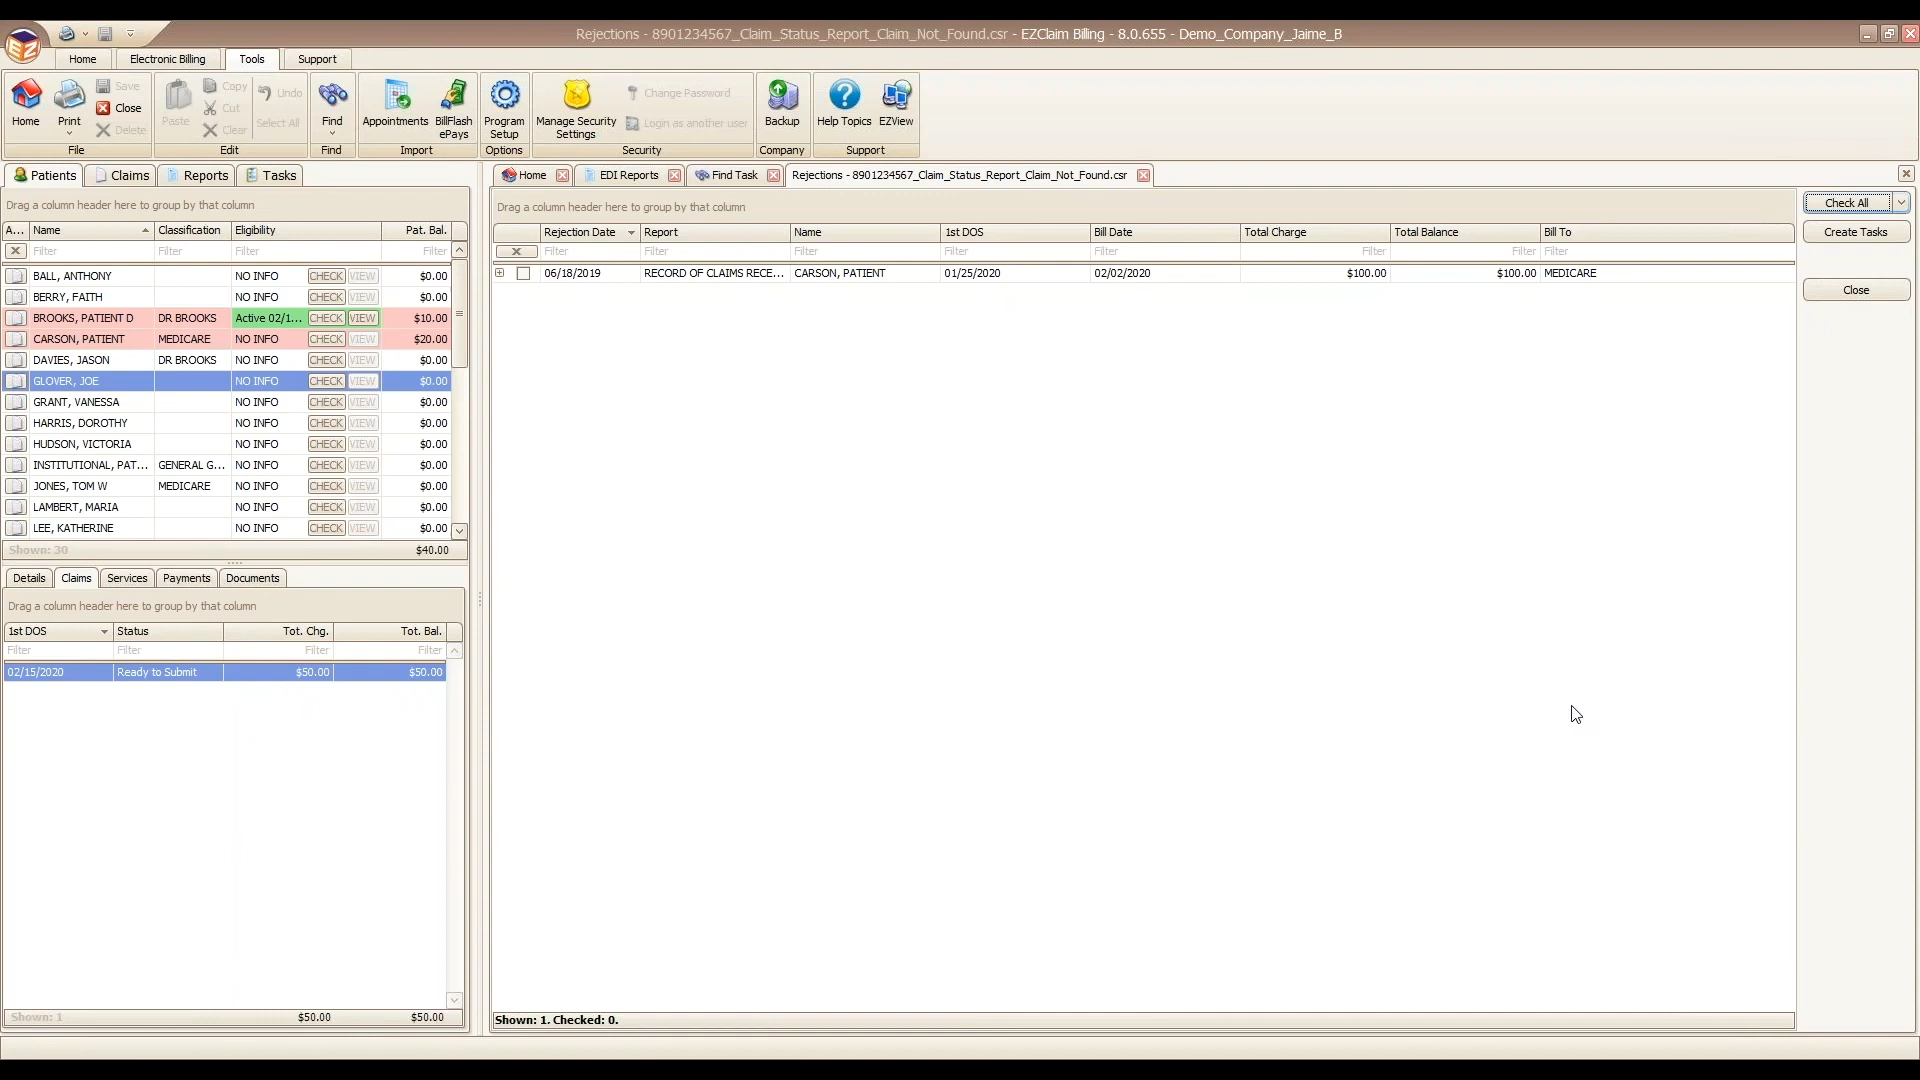 Rejections - 8901234567_Claim_Status_Report_Claim_Not_Found.csr - EZClaim Billing - 8.0.655 - Demo_Company_Jaime_B
Home Electronic Billing Tools Support
Home Print Save Close Delete File
Paste Copy Cut Clear Undo Select All Edit
Find Find
Appointments BillFlash ePays Import
Program Setup Options
Manage Security Settings Change Password Login as another user Security
Backup Company
Help Topics EZView Support
Patients Claims Reports Tasks
Drag a column header here to group by that column
A... Name Classification Eligibility Pat. Bal.
Filter Filter Filter Filter
BALL, ANTHONY NO INFO CHECK VIEW $0.00
BERRY, FAITH NO INFO CHECK VIEW $0.00
BROOKS, PATIENT D DR BROOKS Active 02/1... CHECK VIEW $10.00
CARSON, PATIENT MEDICARE NO INFO CHECK VIEW $20.00
DAVIES, JASON DR BROOKS NO INFO CHECK VIEW $0.00
GLOVER, JOE NO INFO CHECK VIEW $0.00
GRANT, VANESSA NO INFO CHECK VIEW $0.00
HARRIS, DOROTHY NO INFO CHECK VIEW $0.00
HUDSON, VICTORIA NO INFO CHECK VIEW $0.00
INSTITUTIONAL, PAT... GENERAL G... NO INFO CHECK VIEW $0.00
JONES, TOM W MEDICARE NO INFO CHECK VIEW $0.00
LAMBERT, MARIA NO INFO CHECK VIEW $0.00
LEE, KATHERINE NO INFO CHECK VIEW $0.00
Shown: 30 $40.00
Details Claims Services Payments Documents
Drag a column header here to group by that column
1st DOS Status Tot. Chg. Tot. Bal.
Filter Filter Filter Filter
02/15/2020 Ready to Submit $50.00 $50.00
Shown: 1 $50.00 $50.00
Home EDI Reports Find Task Rejections - 8901234567_Claim_Status_Report_Claim_Not_Found.csr
Drag a column header here to group by that column
Rejection Date Report Name 1st DOS Bill Date Total Charge Total Balance Bill To
Filter Filter Filter Filter Filter Filter Filter Filter
06/18/2019 RECORD OF CLAIMS RECE... CARSON, PATIENT 01/25/2020 02/02/2020 $100.00 $100.00 MEDICARE
Shown: 1. Checked: 0.
Check All
Create Tasks
Close